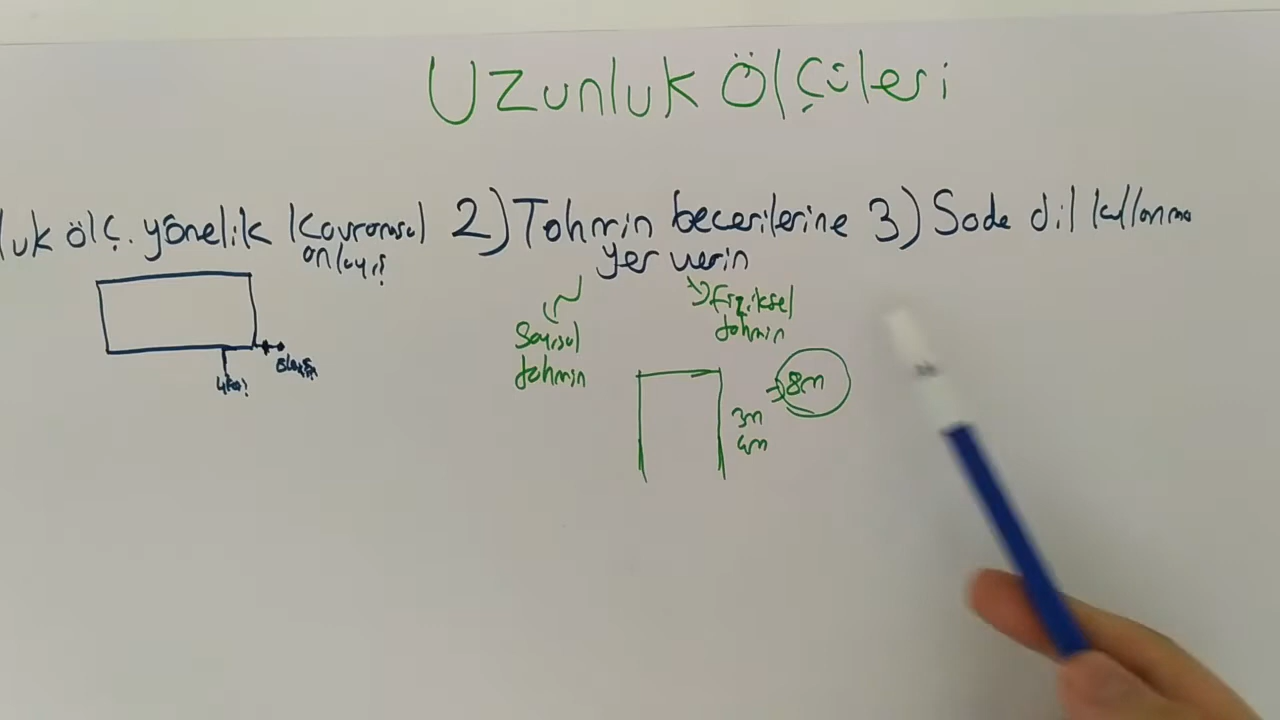 Uzunluk Ölçüleri
luk ölç. yönelik Kavramsal
anlayış
2) Tahmin becerilerine
yer verin
3) Sade dil kullanma
Sayısal
tahmin
Fiziksel
tahmin
8m
3m
4m